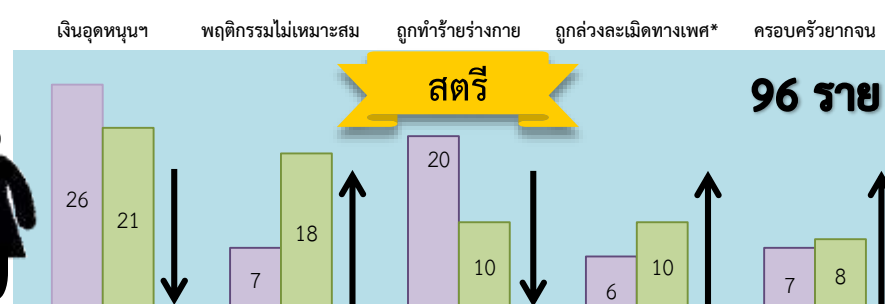 เงินอุดหนุนฯ พฤติกรรมไม่เหมาะสม ถูกทำร้ายร่างกาย ถูกล่วงละเมิดทางเพศ* ครอบครัวยากจน
สตรี
96 ราย
26 21 7 18 20 10 6 10 7 8